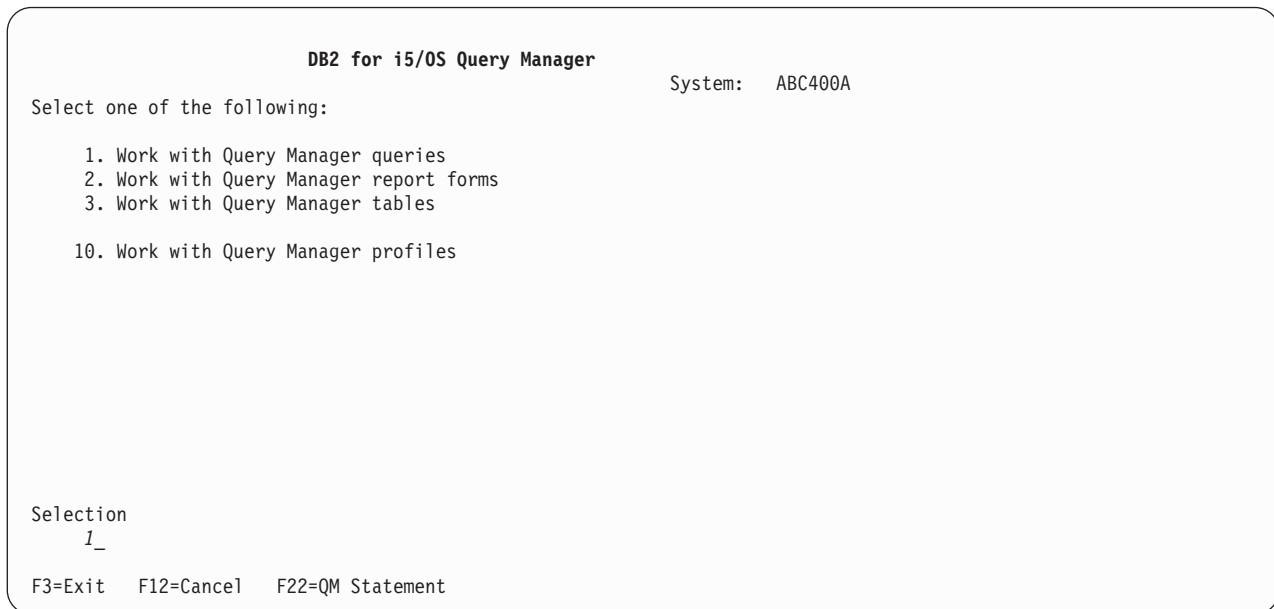 DB2 for i5/OS Query Manager
System: ABC400A
Select one of the following:
1. Work with Query Manager queries
2. Work with Query Manager report forms
3. Work with Query Manager tables
10. Work with Query Manager profiles
Selection
1_
F3=Exit F12=Cancel F22=QM Statement